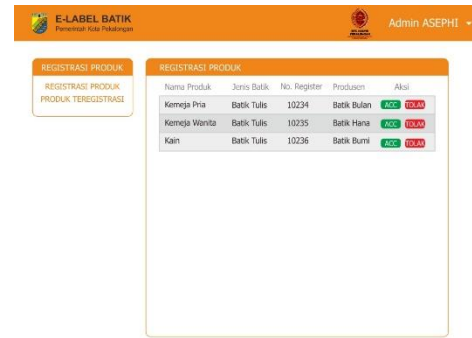 E-LABEL BATIK
Pemerintah Kota Pekalongan
Admin ASEPHI
REGISTRASI PRODUK
REGISTRASI PRODUK
PRODUK TEREGISTRASI
REGISTRASI PRODUK
Nama Produk Jenis Batik No. Register Produsen Aksi
Kemeja Pria Batik Tulis 10234 Batik Bulan ACC TOLAK
Kemeja Wanita Batik Tulis 10235 Batik Hana ACC TOLAK
Kain Batik Tulis 10236 Batik Bumi ACC TOLAK